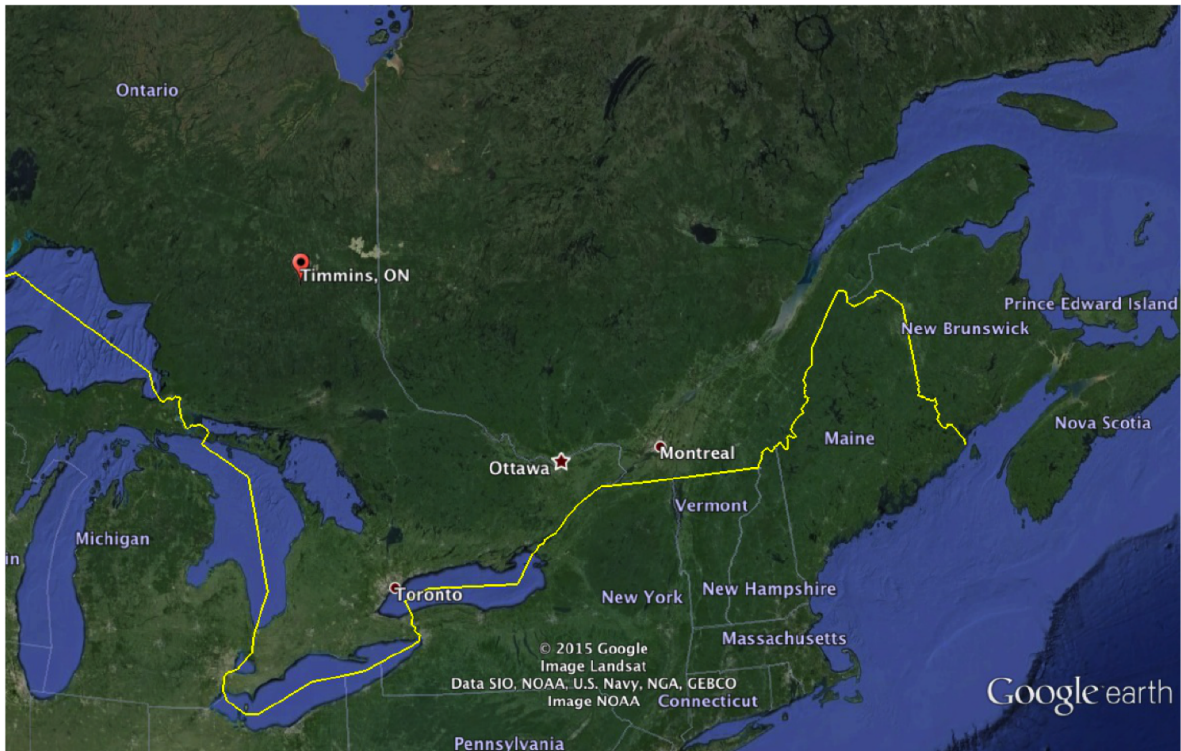 Ontario
Timmins, ON
Prince Edward Island
New Brunswick
Nova Scotia
Maine
Montreal
Ottawa
Vermont
Michigan
in
Toronto
New York
New Hampshire
Massachusetts
© 2015 Google
Image Landsat
Data SIO, NOAA, U.S. Navy, NGA, GEBCO
Image NOAA
Connecticut
Google earth
Pennsylvania